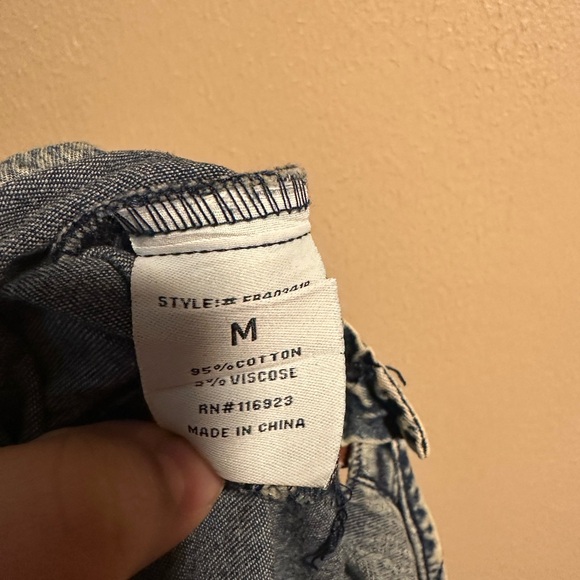 STYLE:#
M
95%COTTON
VISCOSE
RN#116923
MADE IN CHINA